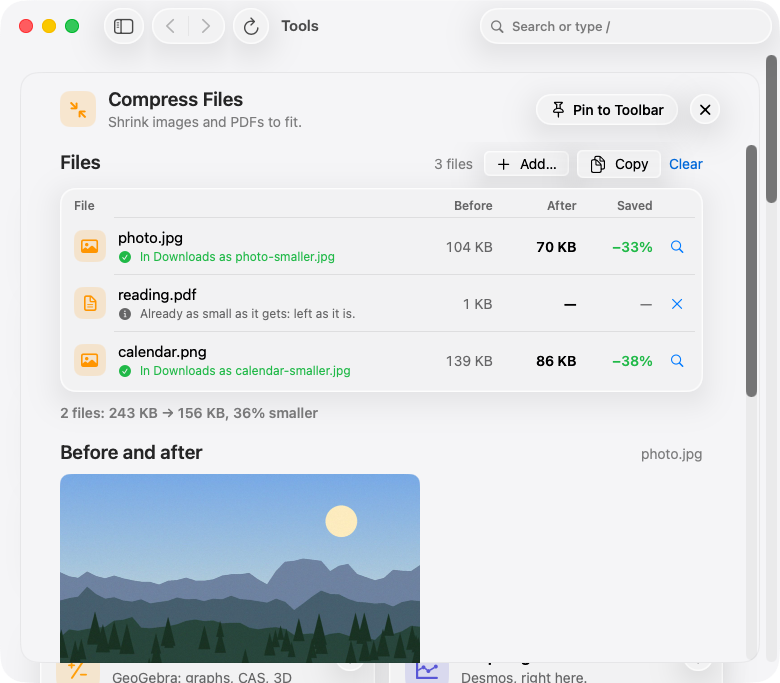 Tools
Search or type /
Compress Files
Shrink images and PDFs to fit.
Pin to Toolbar
Files
3 files
Add...
Copy
Clear
File Before After Saved
photo.jpg
In Downloads as photo-smaller.jpg
104 KB 70 KB −33%
reading.pdf
Already as small as it gets: left as it is.
1 KB — —
calendar.png
In Downloads as calendar-smaller.jpg
139 KB 86 KB −38%
2 files: 243 KB → 156 KB, 36% smaller
Before and after
photo.jpg
GeoGebra: graphs, CAS, 3D
Desmos, right here.